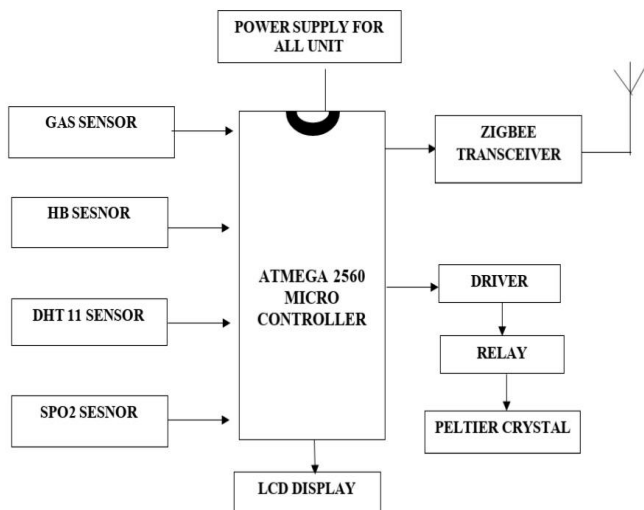 POWER SUPPLY FOR
ALL UNIT
GAS SENSOR
HB SESNOR
DHT 11 SENSOR
SPO2 SESNOR
ATMEGA 2560
MICRO
CONTROLLER
ZIGBEE
TRANSCEIVER
DRIVER
RELAY
PELTIER CRYSTAL
LCD DISPLAY